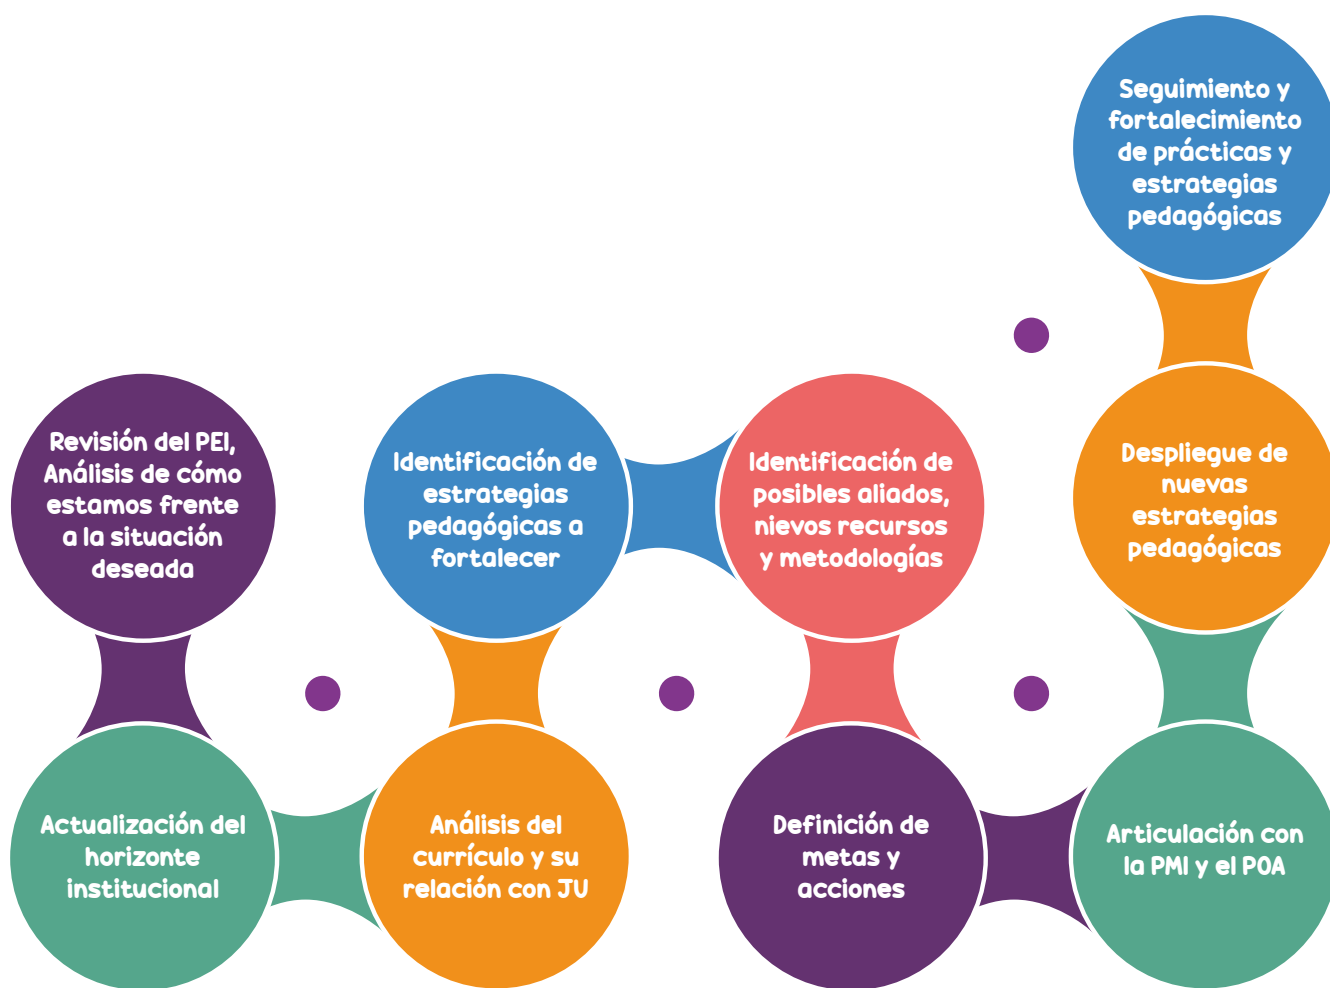 Revisión del PEI,
Análisis de cómo
estamos frente
a la situación
deseada
Actualización del
horizonte
institucional
Análisis del
currículo y su
relación con JU
Identificación de
estrategias
pedagógicas a
fortalecer
Identificación de
posibles aliados,
nievos recursos
y metodologías
Definición de
metas y
acciones
Articulación con
la PMI y el POA
Despliegue de
nuevas
estrategias
pedagógicas
Seguimiento y
fortalecimiento
de prácticas y
estrategias
pedagógicas